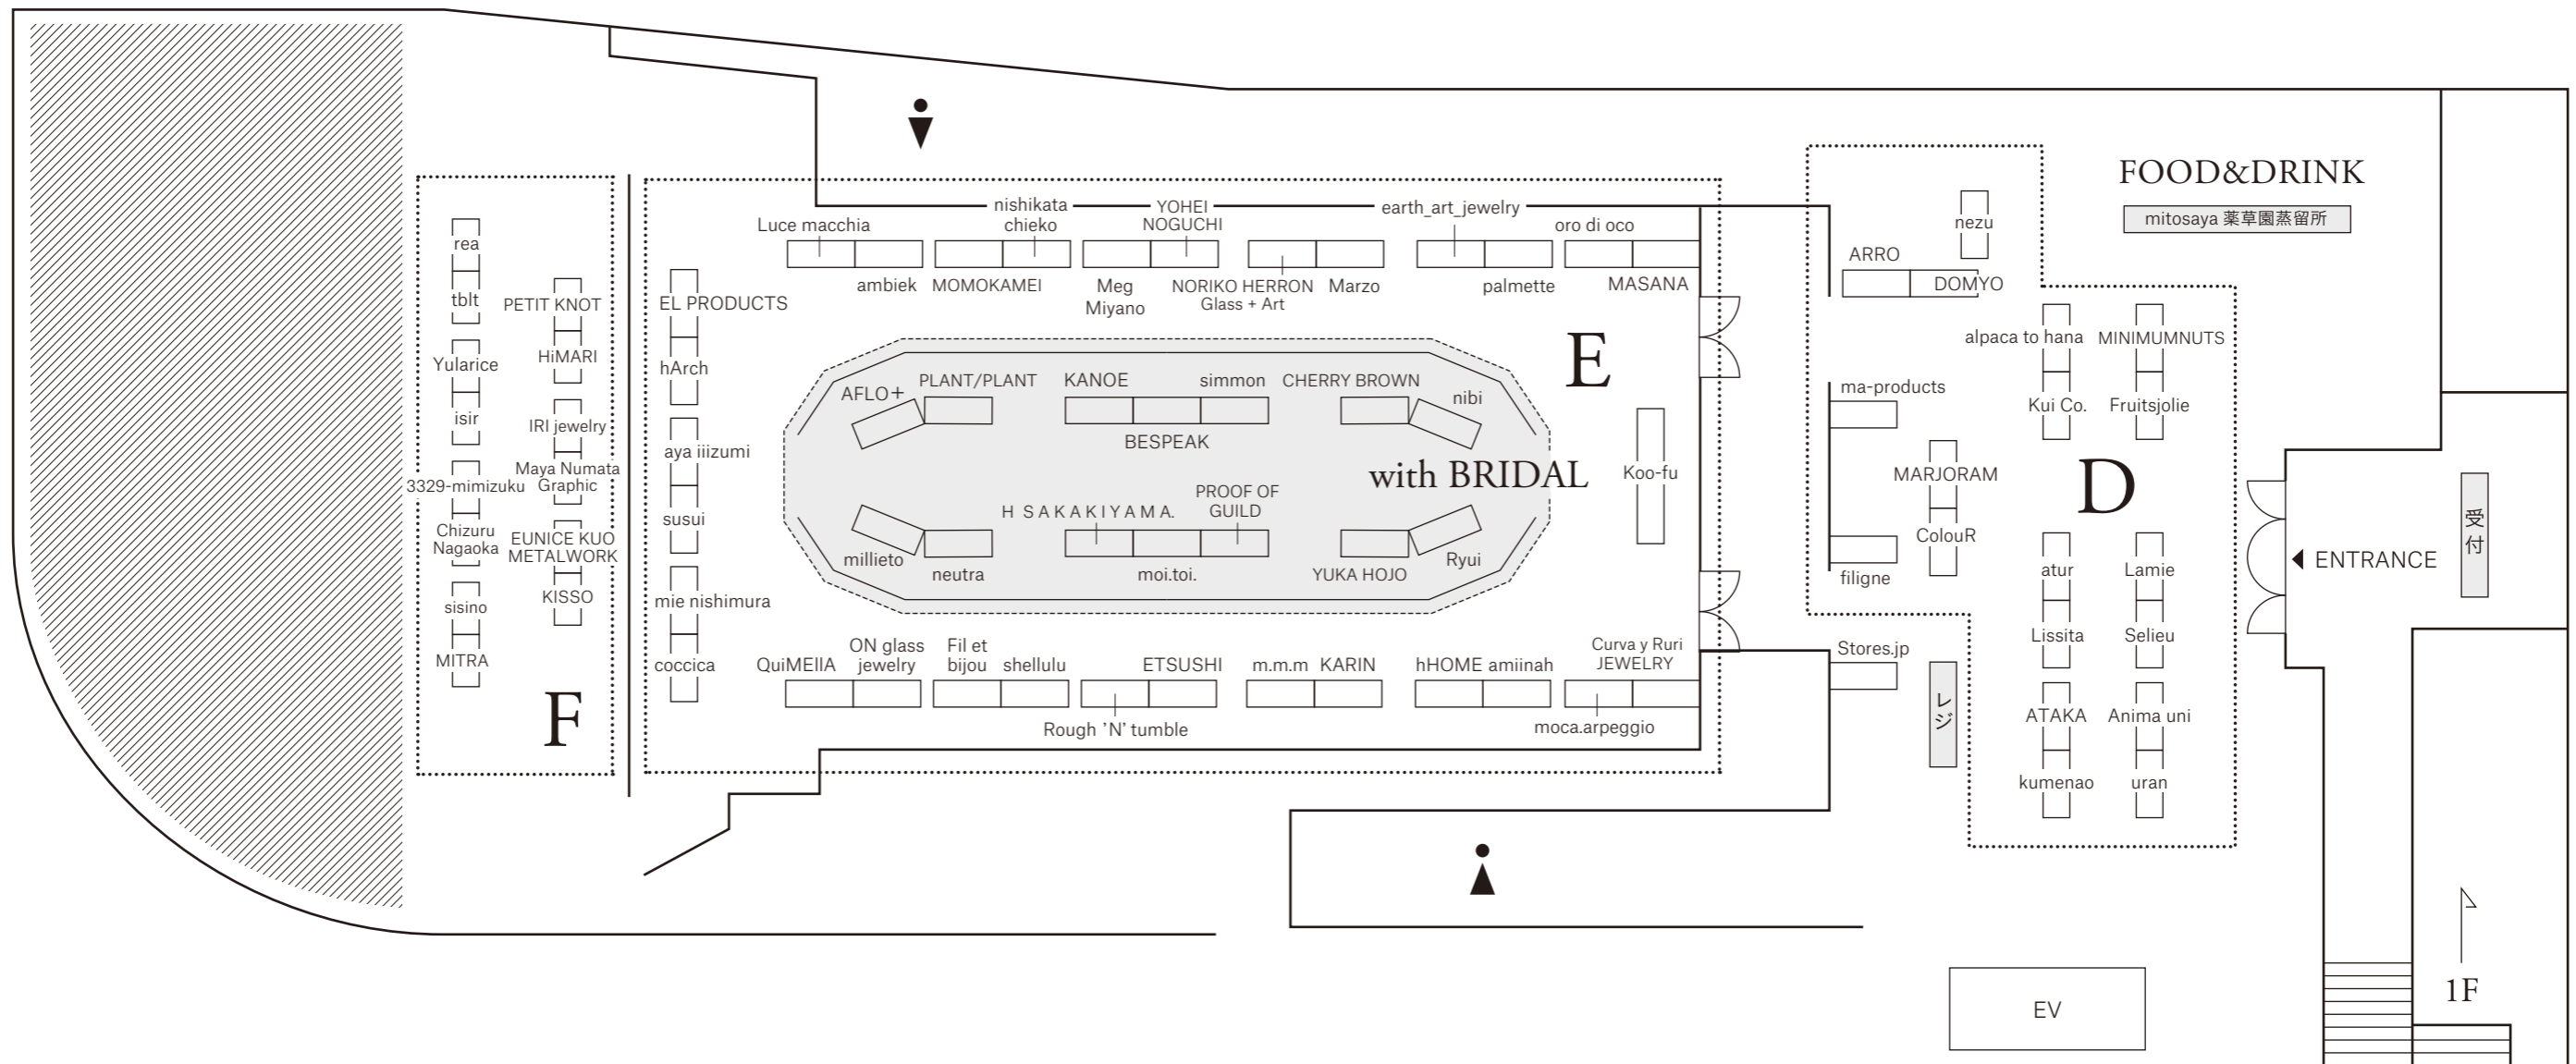 FOOD&DRINK
mitosaya 薬草園蒸留所
nezu
ARRO
DOMYO
alpaca to hana
MINIMUMNUTS
Kui Co.
Fruitsjolie
ma-products
MARJORAM
ColouR
filigne
D
atur
Lamie
Lissita
Selieu
ATAKA
Anima uni
kumenao
uran
Stores.jp
レジ
ENTRANCE
受付
1F
EV
E
Luce macchia
ambiek
MOMOKAMEI
nishikata
chieko
Meg
Miyano
YOHEI
NOGUCHI
NORIKO HERRON
Glass + Art
Marzo
earth_art_jewelry
palmette
oro di oco
MASANA
EL PRODUCTS
hArch
aya iiizumi
susui
mie nishimura
coccica
AFLO+
PLANT/PLANT
KANOE
BESPEAK
simmon
CHERRY BROWN
nibi
with BRIDAL
Koo-fu
millieto
neutra
H SAKAKIYAMA.
moi.toi.
PROOF OF
GUILD
YUKA HOJO
Ryui
QuiMEIIA
ON glass
jewelry
Fil et
bijou
shellulu
Rough 'N' tumble
ETSUSHI
m.m.m
KARIN
hHOME
amiinah
moca.arpeggio
Curva y Ruri
JEWELRY
F
rea
tblt
Yularice
isir
3329-mimizuku
Chizuru
Nagaoka
sisino
MITRA
PETIT KNOT
HiMARI
IRI jewelry
Maya Numata
Graphic
EUNICE KUO
METALWORK
KISSO